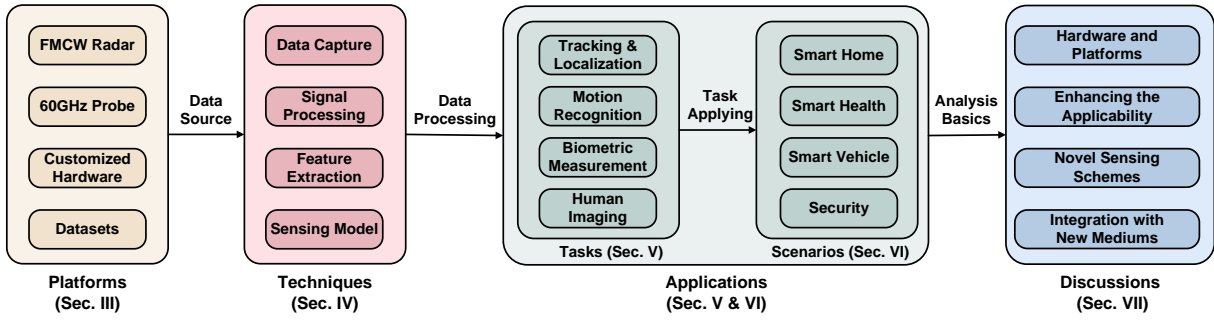 FMCW Radar
60GHz Probe
Customized
Hardware
Datasets
Platforms
(Sec. III)
Data
Source
Data Capture
Signal
Processing
Feature
Extraction
Sensing Model
Techniques
(Sec. IV)
Data
Processing
Tracking &
Localization
Motion
Recognition
Biometric
Measurement
Human
Imaging
Tasks (Sec. V)
Task
Applying
Smart Home
Smart Health
Smart Vehicle
Security
Scenarios (Sec. VI)
Applications
(Sec. V & VI)
Analysis
Basics
Hardware and
Platforms
Enhancing the
Applicability
Novel Sensing
Schemes
Integration with
New Mediums
Discussions
(Sec. VII)